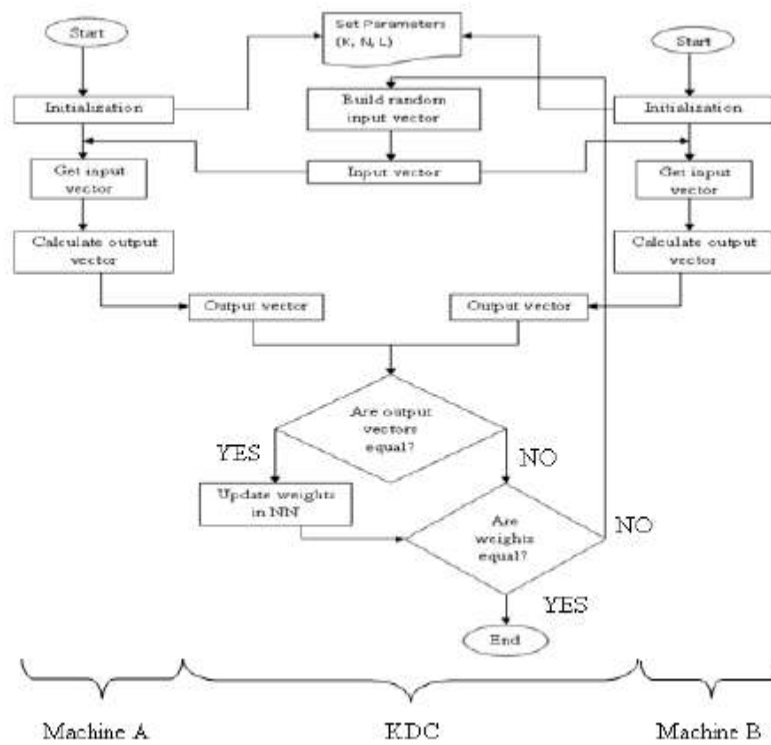 Start
Set Parameters
(K, N, L)
Start
Initialization
Build random
input vector
Initialization
Get input
vector
Input vector
Get input
vector
Calculate output
vector
Calculate output
vector
Output vector
Output vector
Are output
vectors
equal?
YES
NO
Update weights
in NN
Are
weights
equal?
NO
YES
End
Machine A
KDC
Machine B